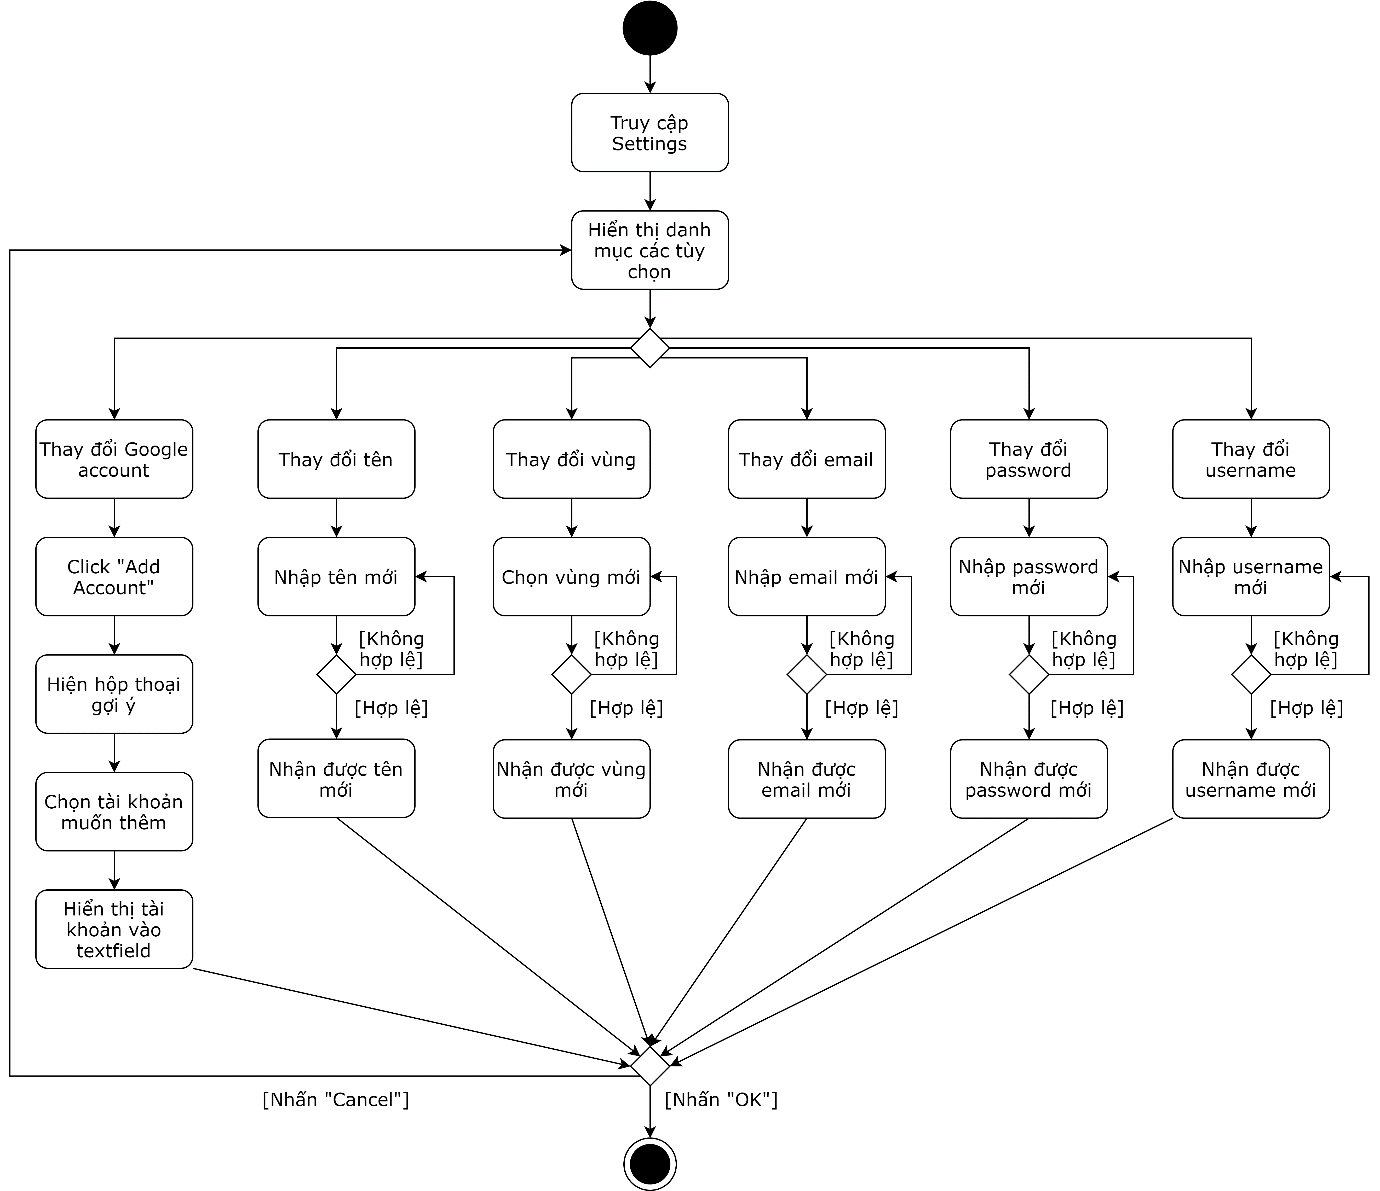 Truy cập
Settings
Hiển thị danh
mục các tùy
chọn
Thay đổi Google
account
Thay đổi tên
Thay đổi vùng
Thay đổi email
Thay đổi
password
Thay đổi
username
Click "Add
Account"
Nhập tên mới
Chọn vùng mới
Nhập email mới
Nhập password
mới
Nhập username
mới
[Không
hợp lệ]
[Không
hợp lệ]
[Không
hợp lệ]
[Không
hợp lệ]
[Không
hợp lệ]
Hiện hộp thoại
gợi ý
[Hợp lệ]
[Hợp lệ]
[Hợp lệ]
[Hợp lệ]
[Hợp lệ]
Chọn tài khoản
muốn thêm
Nhận được tên
mới
Nhận được vùng
mới
Nhận được
email mới
Nhận được
password mới
Nhận được
username mới
Hiển thị tài
khoản vào
textfield
[Nhấn "Cancel"]
[Nhấn "OK"]